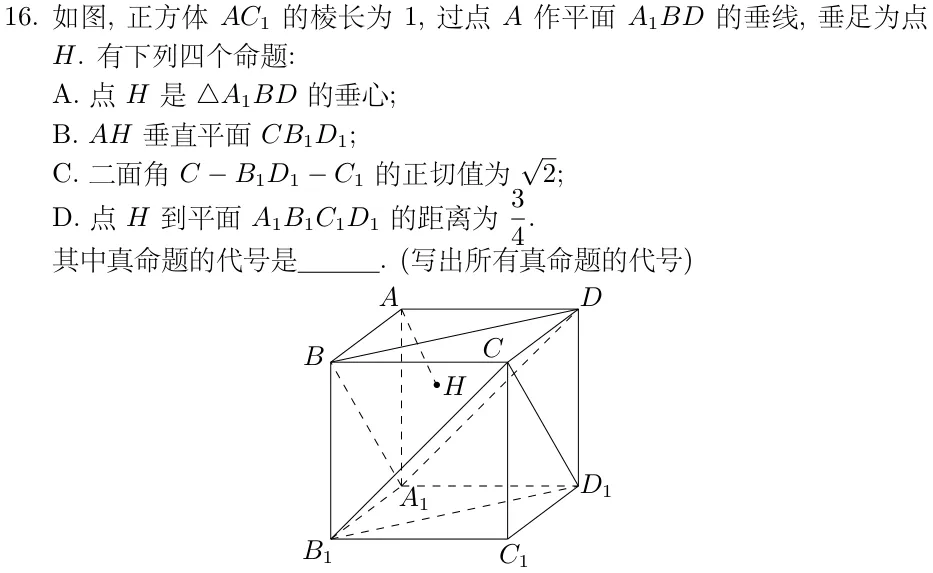 16. 如图, 正方体 AC₁ 的棱长为 1, 过点 A 作平面 A₁BD 的垂线, 垂足为点
H. 有下列四个命题:
A. 点 H 是 △A₁BD 的垂心;
B. AH 垂直平面 CB₁D₁;
C. 二面角 C − B₁D₁ − C₁ 的正切值为 √2;
D. 点 H 到平面 A₁B₁C₁D₁ 的距离为 3/4.
其中真命题的代号是______. (写出所有真命题的代号)
A D
B C
H
A₁ D₁
B₁ C₁